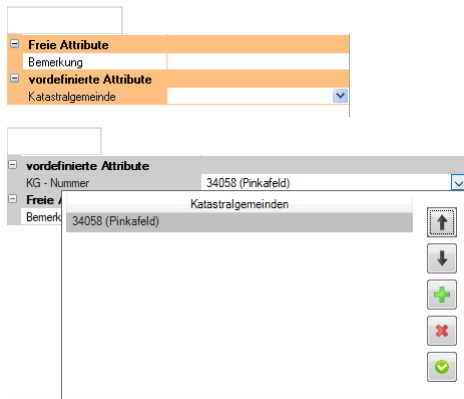 Freie Attribute
Bemerkung
vordefinierte Attribute
Katastralgemeinde
vordefinierte Attribute
KG - Nummer 34058 (Pinkafeld)
Freie A
Bemerk
Katastralgemeinden
34058 (Pinkafeld)